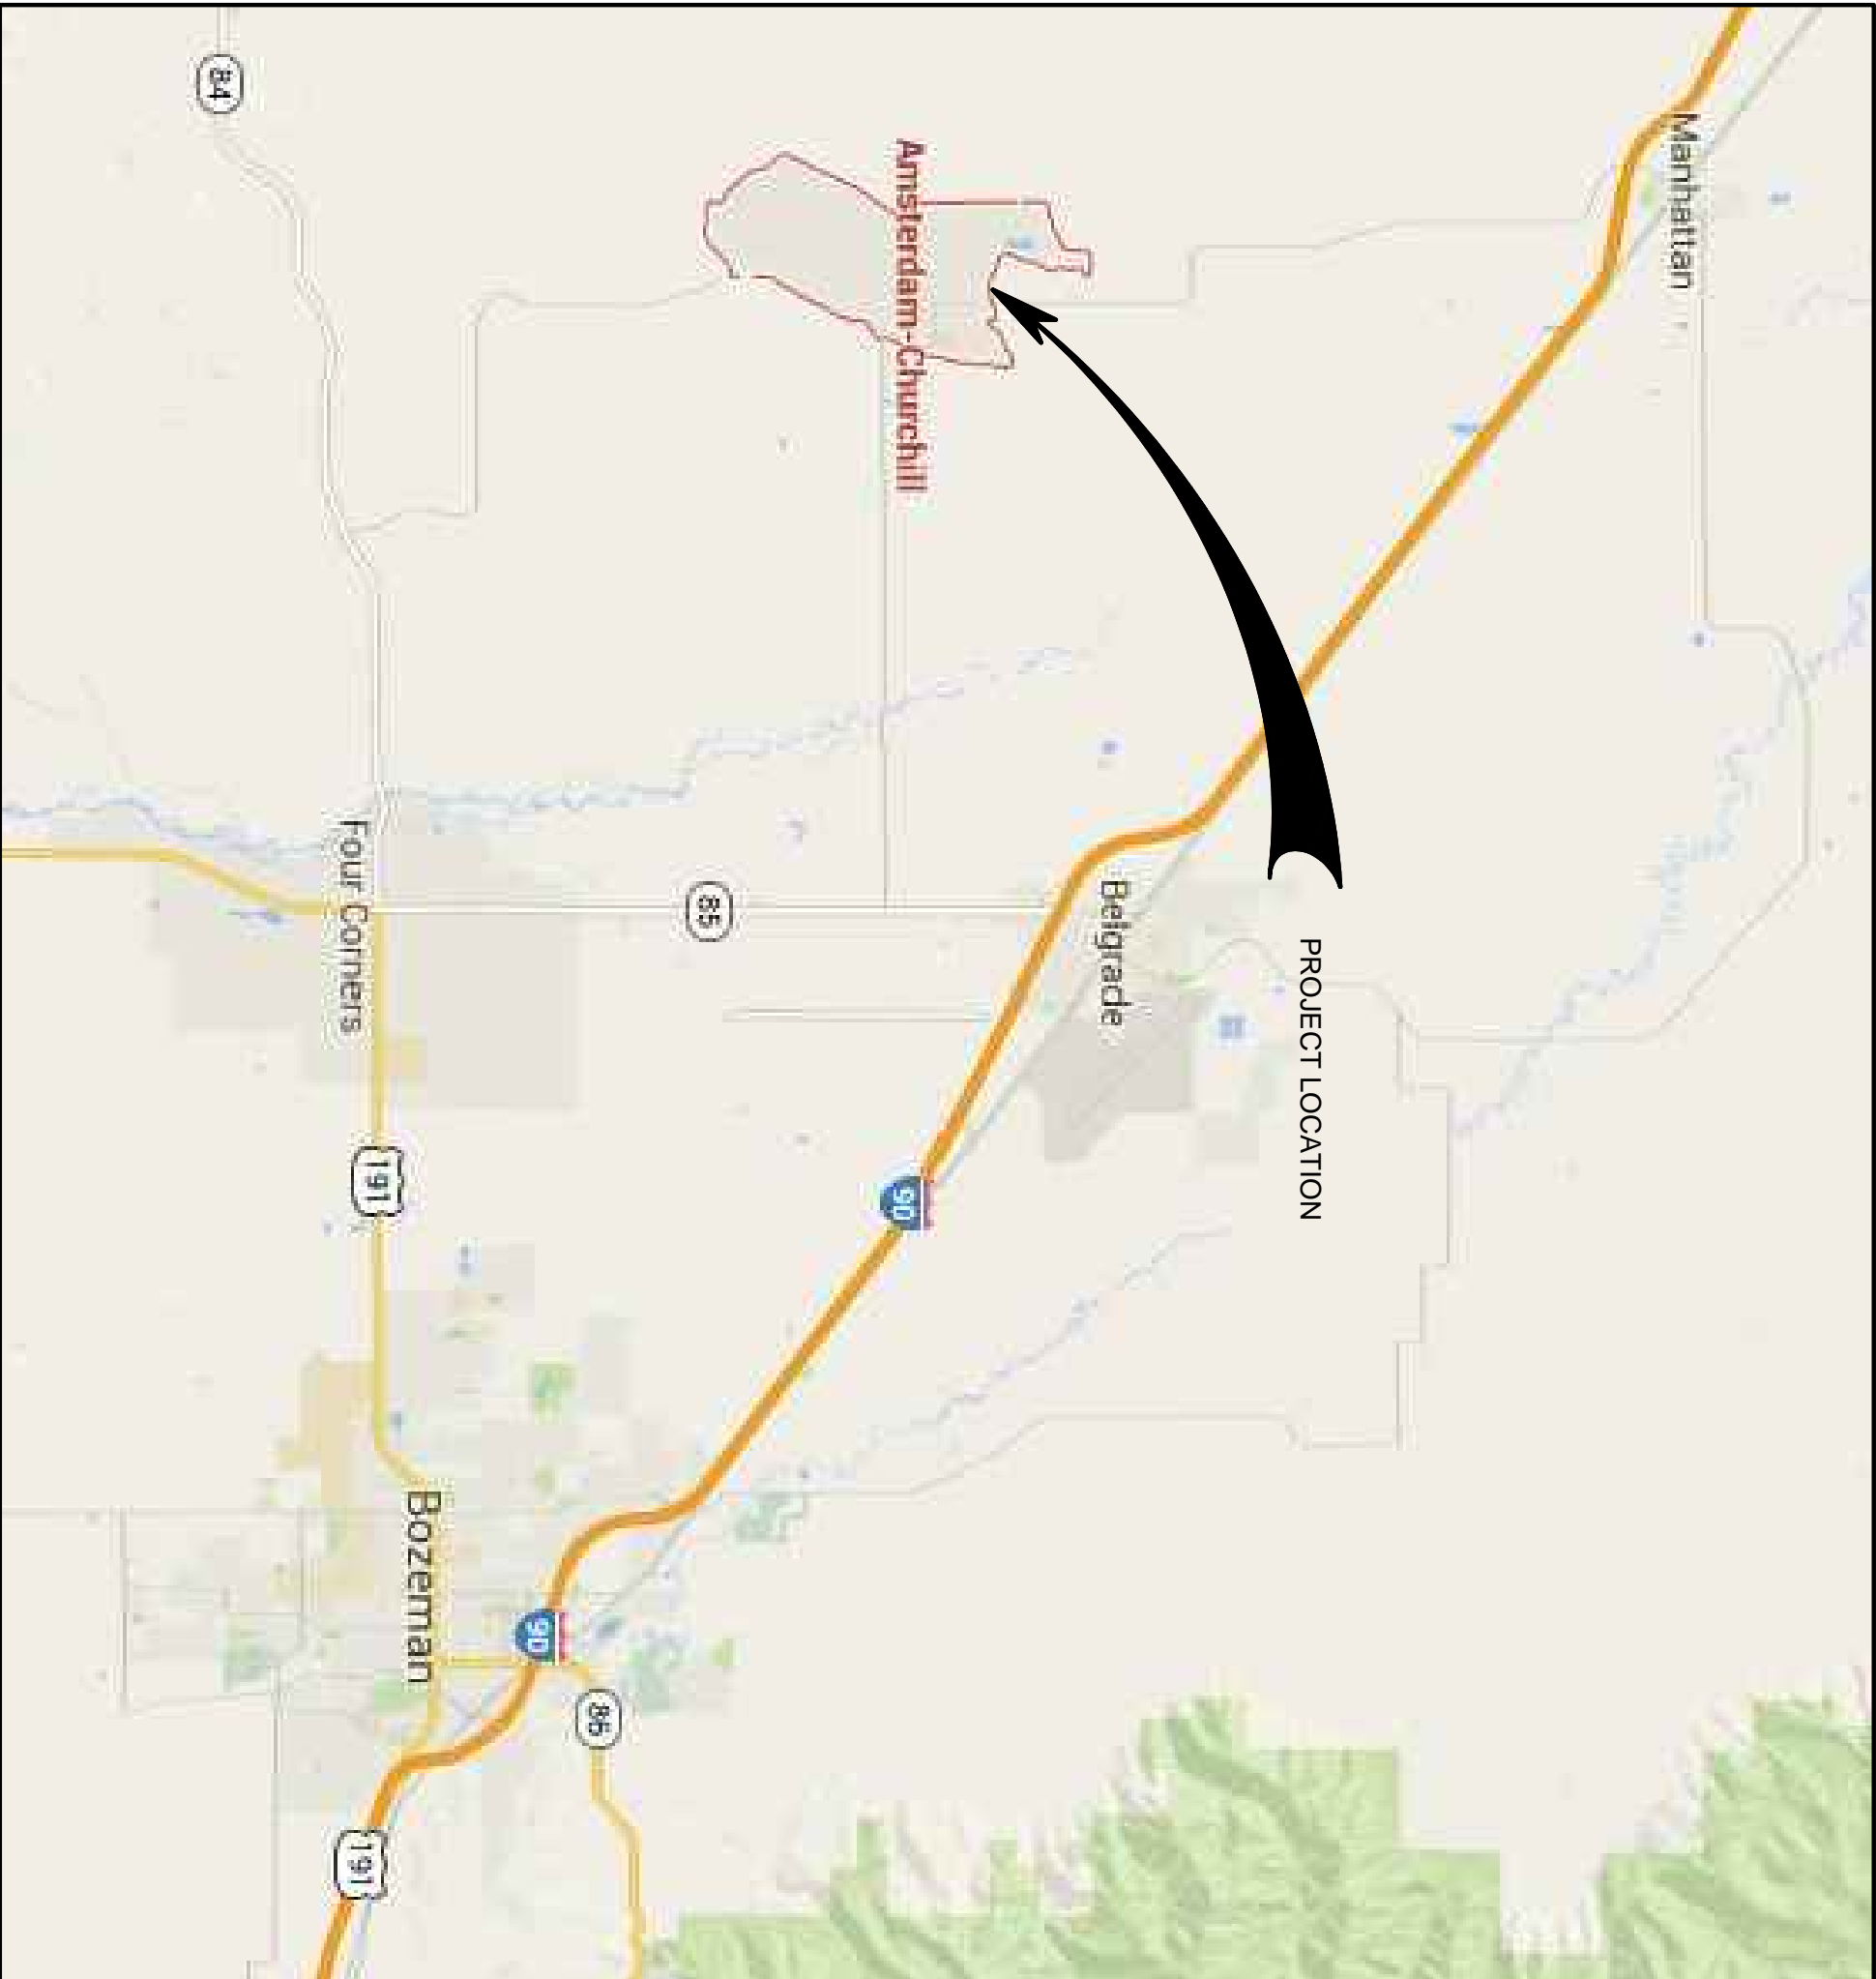 Manhattan
PROJECT LOCATION
Belgrade
Amsterdam-Churchill
90
85
86
90
Bozeman
191
Four Corners
191
84